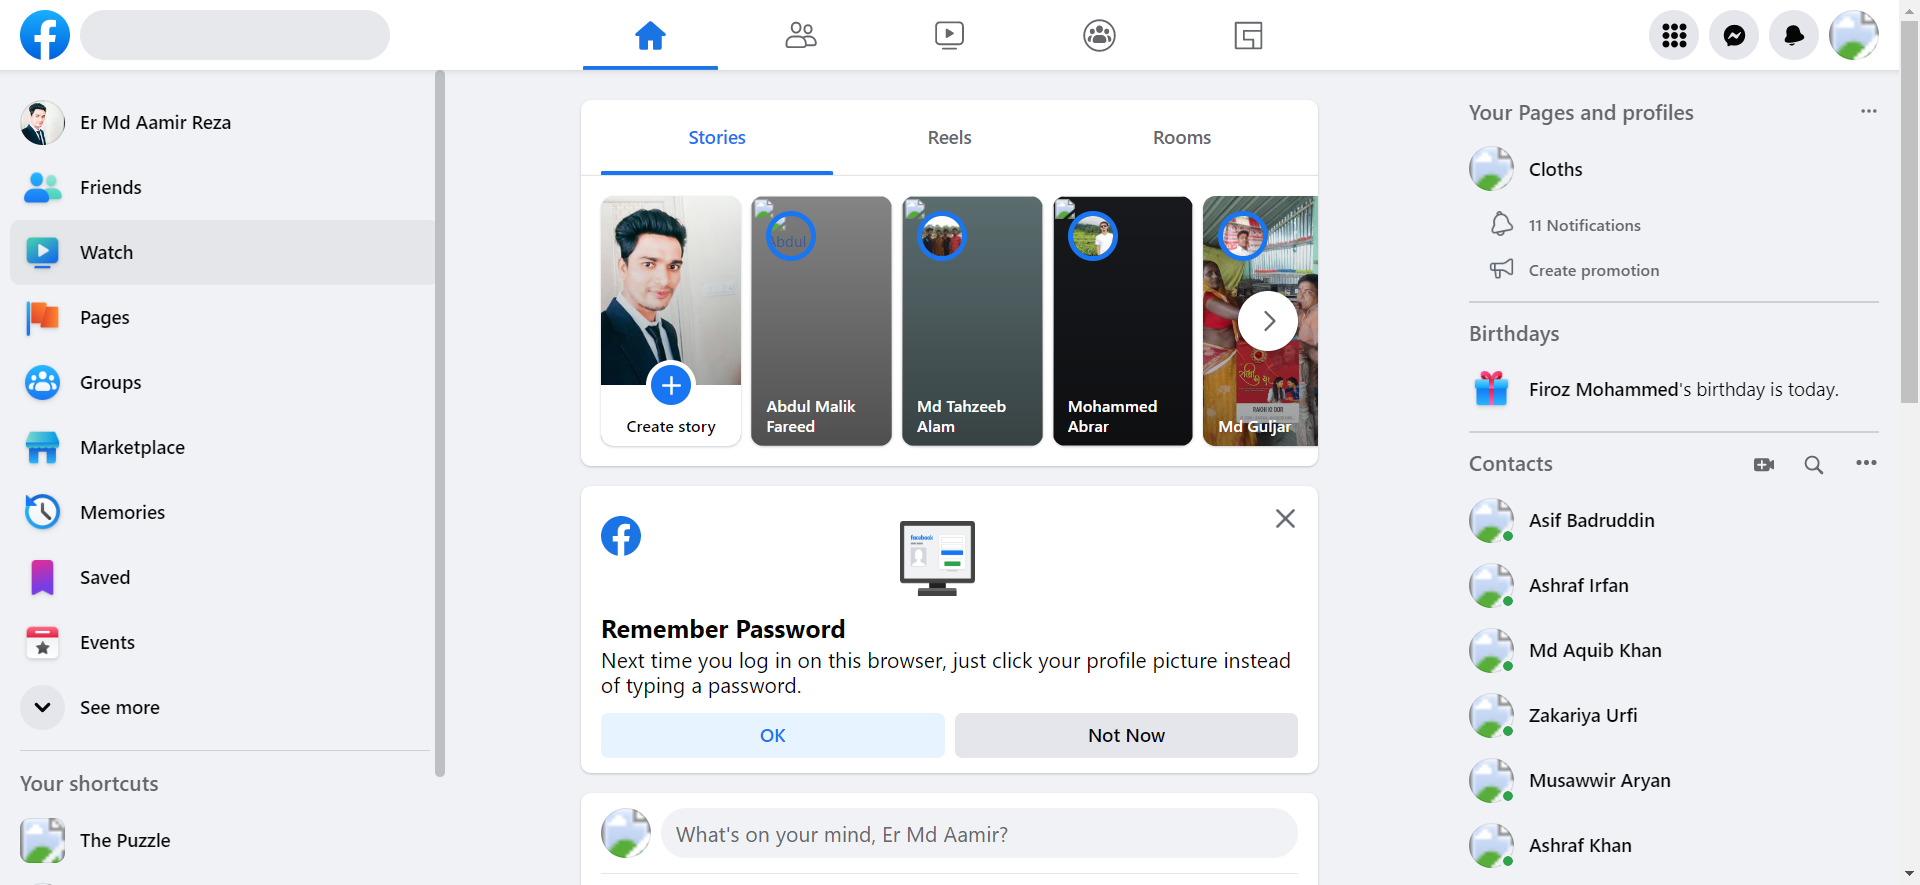 Er Md Aamir Reza
Friends
Watch
Pages
Groups
Marketplace
Memories
Saved
Events
See more
Your shortcuts
The Puzzle
Stories
Reels
Rooms
Create story
Abdul
Abdul Malik
Fareed
Md Tahzeeb
Alam
Mohammed
Abrar
RAKHI KI DOR
Md Guljar
facebook
Remember Password
Next time you log in on this browser, just click your profile picture instead
of typing a password.
OK
Not Now
What's on your mind, Er Md Aamir?
Your Pages and profiles
Cloths
11 Notifications
Create promotion
Birthdays
Firoz Mohammed's birthday is today.
Contacts
Asif Badruddin
Ashraf Irfan
Md Aquib Khan
Zakariya Urfi
Musawwir Aryan
Ashraf Khan